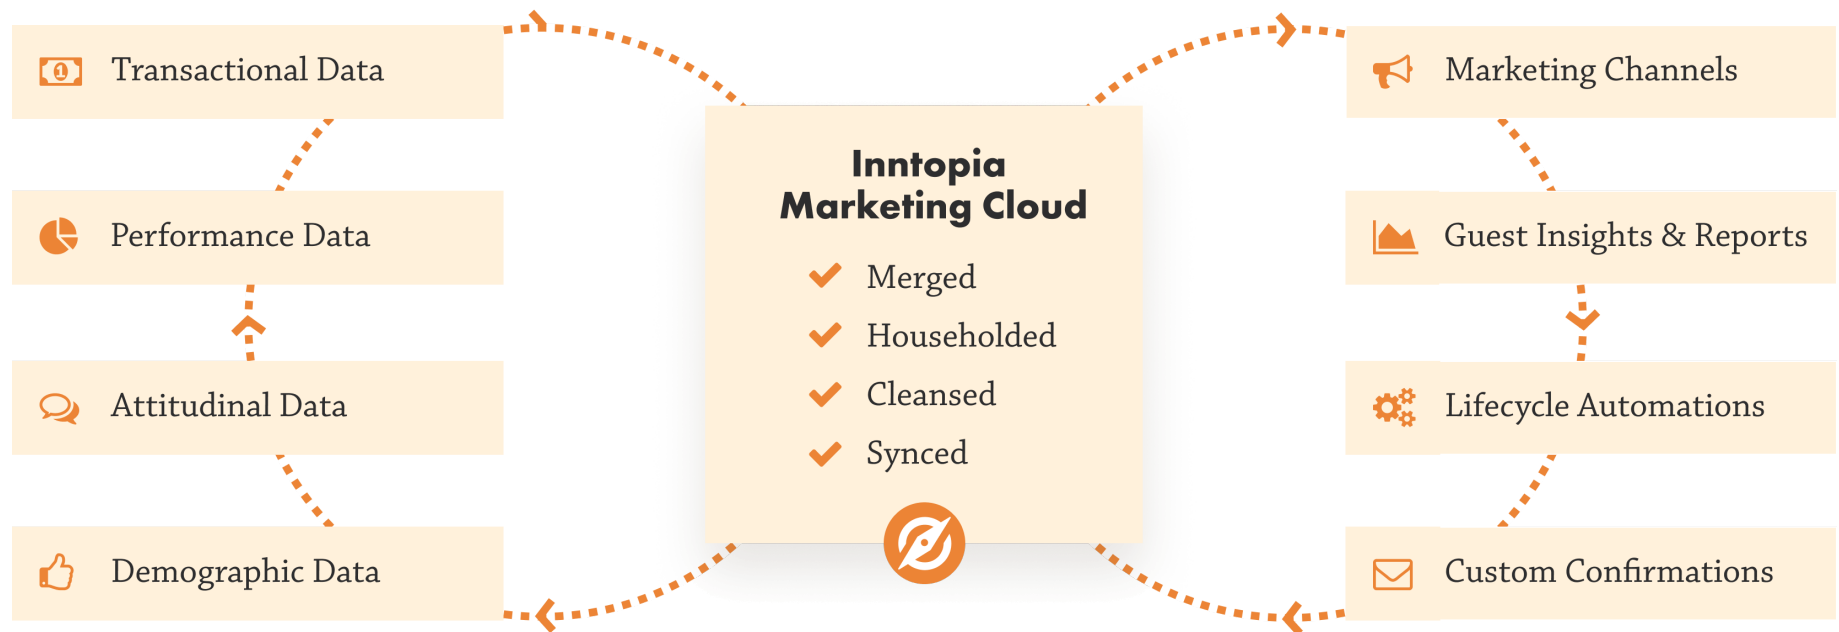 Transactional Data
Performance Data
Attitudinal Data
Demographic Data
Inntopia
Marketing Cloud
Merged
Householded
Cleansed
Synced
Marketing Channels
Guest Insights & Reports
Lifecycle Automations
Custom Confirmations